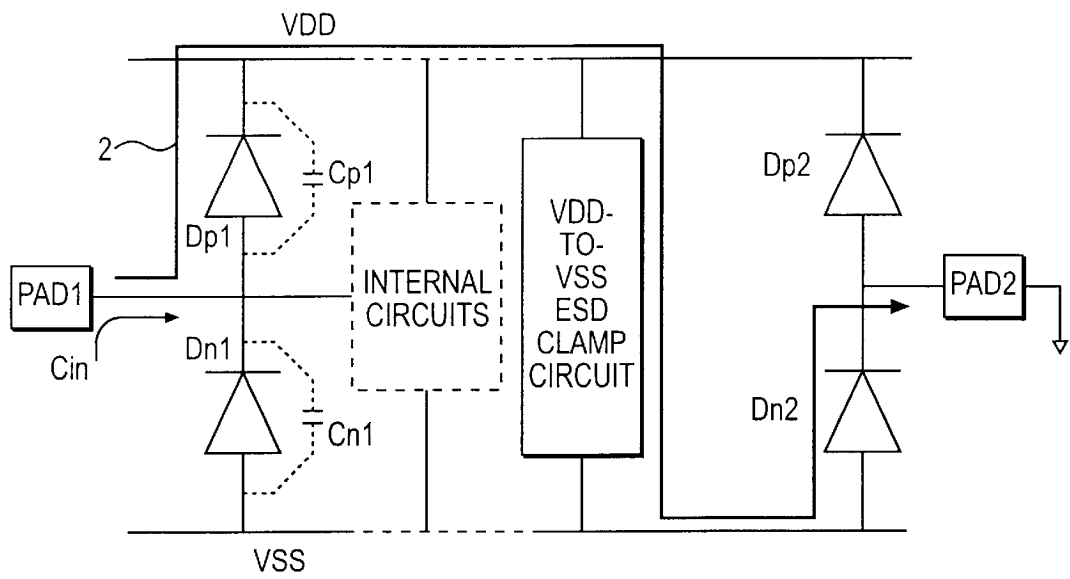 VDD
2
Cp1
Dp1
Dp2
PAD1
INTERNAL
CIRCUITS
VDD-
TO-
VSS
ESD
CLAMP
CIRCUIT
PAD2
Cin
Dn1
Cn1
Dn2
VSS